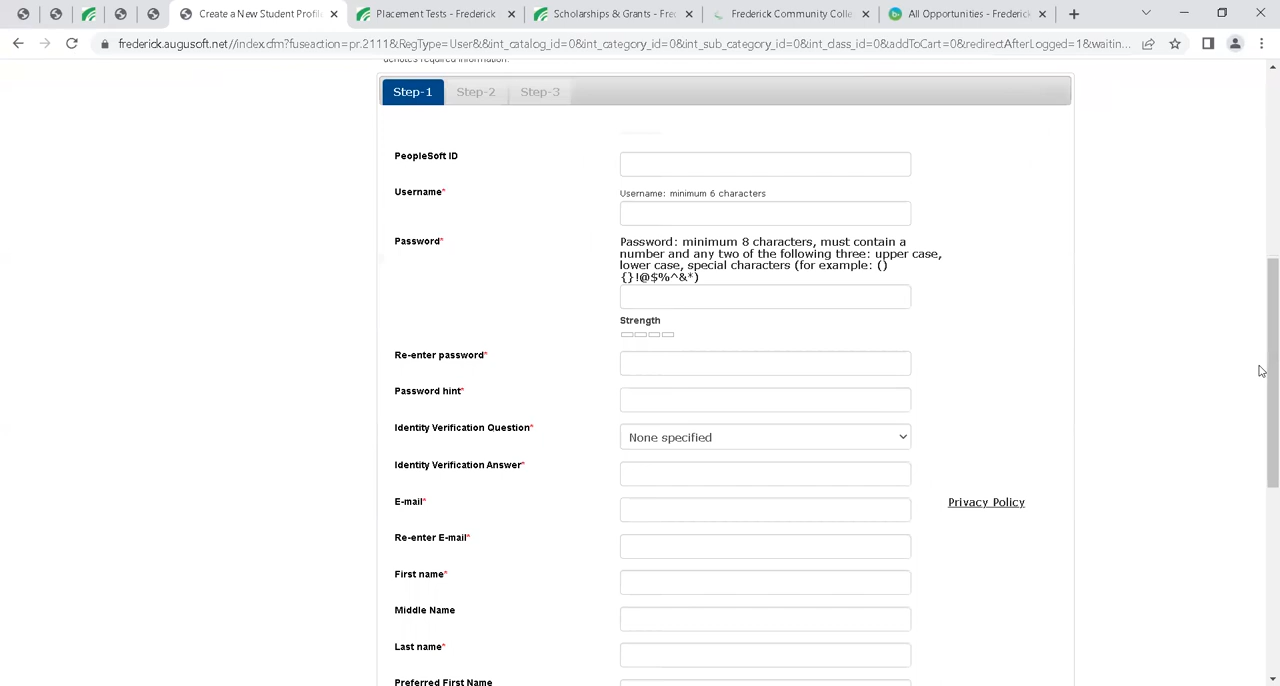 Create a New Student Profile
Placement Tests - Frederick
Scholarships & Grants - Fre
Frederick Community Colle
All Opportunities - Frederick
frederick.augusoft.net//index.cfm?fuseaction=pr.2111&RegType=User&&int_catalog_id=0&int_category_id=0&int_sub_category_id=0&int_class_id=0&addToCart=0&redirectAfterLogged=1&waitin...
denotes required information.
Step-1
Step-2
Step-3
PeopleSoft ID
Username*
Username: minimum 6 characters
Password*
Password: minimum 8 characters, must contain a
number and any two of the following three: upper case,
lower case, special characters (for example: ()
{}!@$%^&*)
Strength
Re-enter password*
Password hint*
Identity Verification Question*
None specified
Identity Verification Answer*
E-mail*
Privacy Policy
Re-enter E-mail*
First name*
Middle Name
Last name*
Preferred First Name